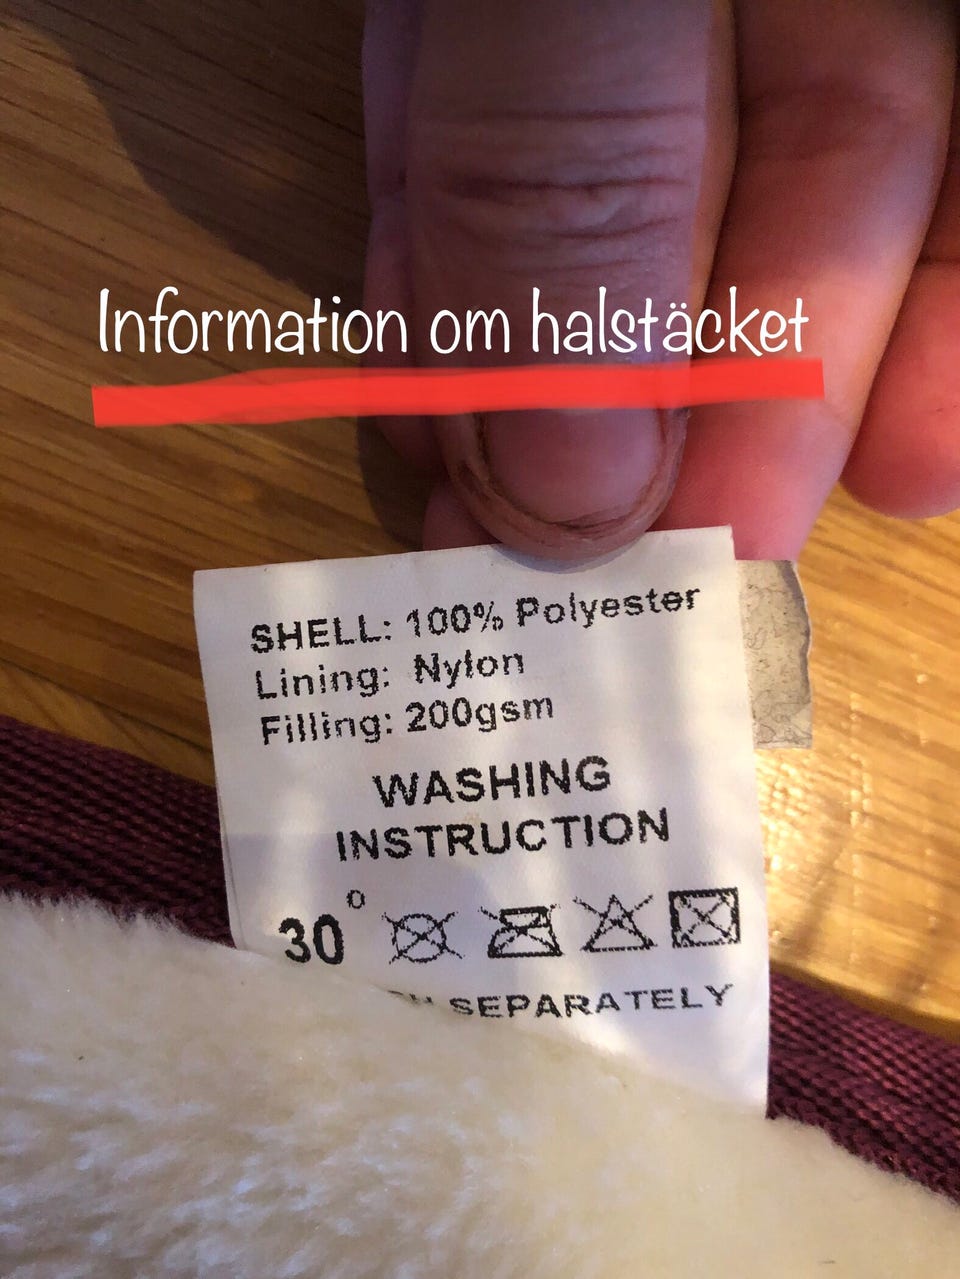 Information om halstäcket
SHELL: 100% Polyester
Lining: Nylon
Filling: 200gsm
WASHING
INSTRUCTION
30°
SEPARATELY